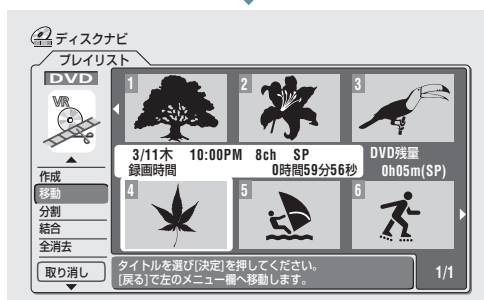 ディスクナビ
プレイリスト
DVD
VR
1
2
3
3/11木 10:00PM 8ch SP
録画時間 0時間59分56秒
DVD残量
0h05m(SP)
作成
移動
分割
結合
全消去
取り消し
4
5
6
タイトルを選び[決定]を押してください。
[戻る]で左のメニュー欄へ移動します。
1/1